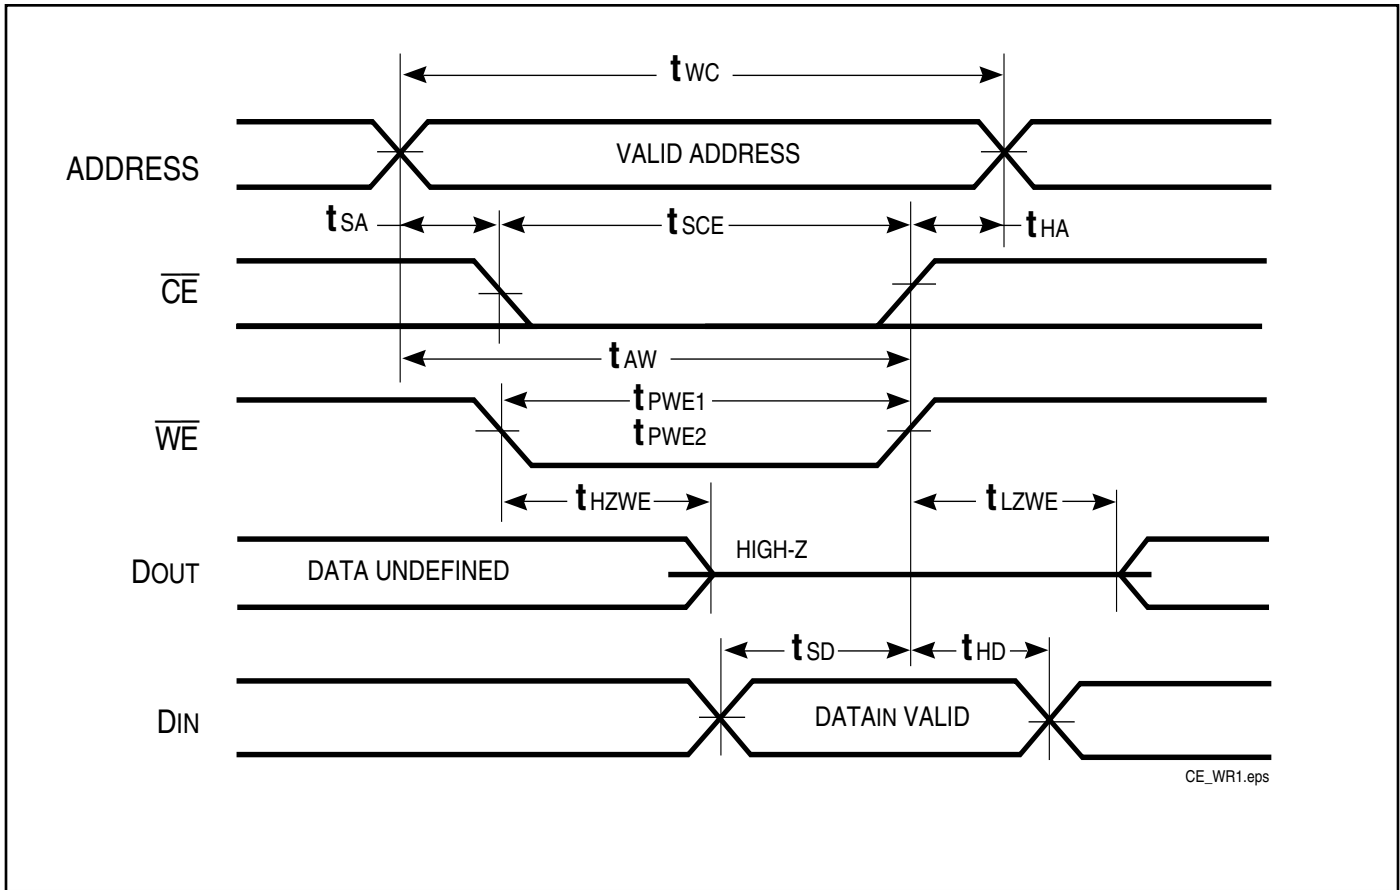 tWC
ADDRESS
VALID ADDRESS
tSA
tSCE
tHA
CE
tAW
tPWE1
WE
tPWE2
tHZWE
tLZWE
HIGH-Z
DOUT
DATA UNDEFINED
tSD
tHD
DIN
DATAIN VALID
CE_WR1.eps